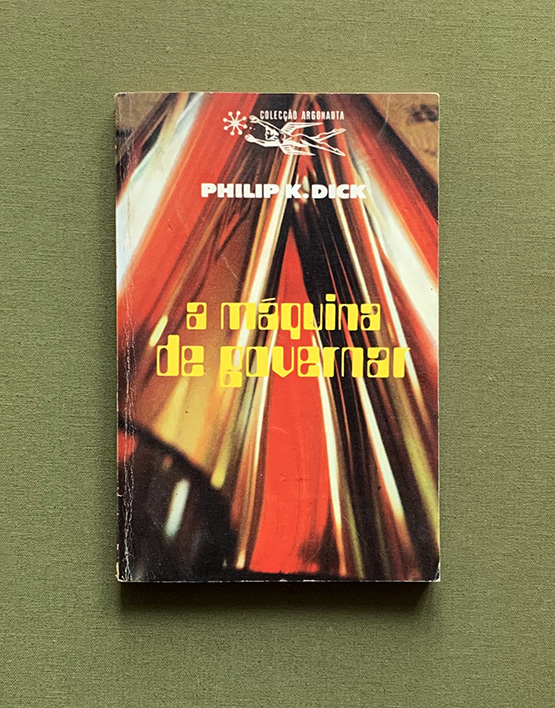 COLECÇÃO ARGONAUTA
PHILIP K. DICK
a máquina
de governar